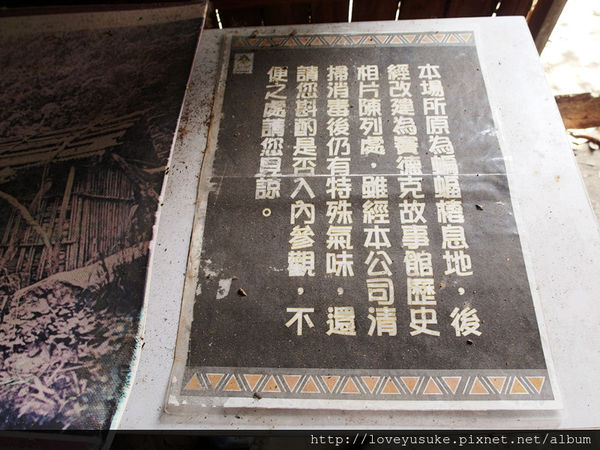 本場所原為蝙蝠棲息地，後
經改建為賽德克故事館歷史
相片陳列處，雖經本公司清
掃消毒後仍有特殊氣味，還
請您斟酌是否入內參觀，不
便之處請您見諒。
http://loveyusuke.pixnet.net/album